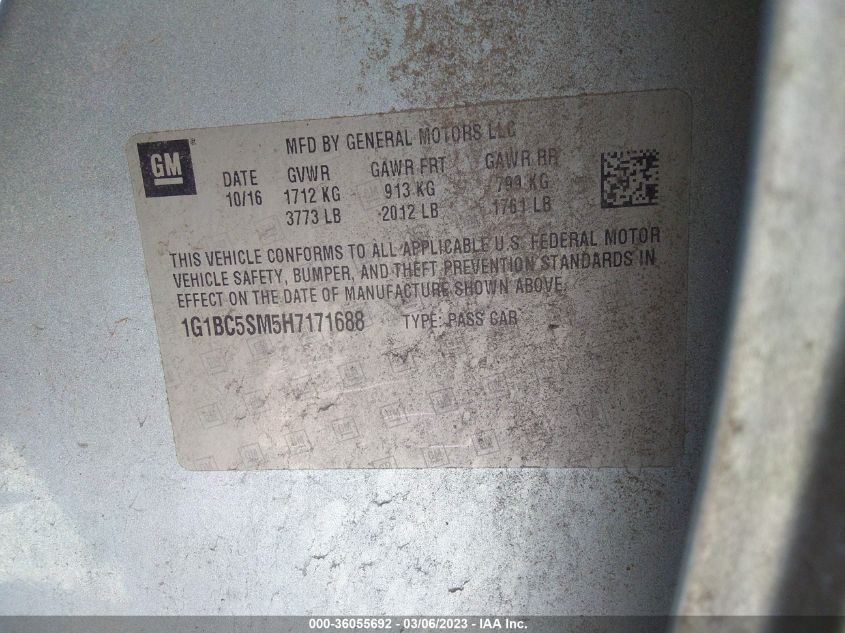 MFD BY GENERAL MOTORS LLC
GM
DATE GVWR GAWR FRT GAWR RR
10/16 1712 KG 913 KG 799 KG
3773 LB 2012 LB 1761 LB
THIS VEHICLE CONFORMS TO ALL APPLICABLE U.S. FEDERAL MOTOR
VEHICLE SAFETY, BUMPER, AND THEFT PREVENTION STANDARDS IN
EFFECT ON THE DATE OF MANUFACTURE SHOWN ABOVE.
1G1BC5SM5H7171688 TYPE: PASS CAR
000-36055692 - 03/06/2023 - IAA Inc.